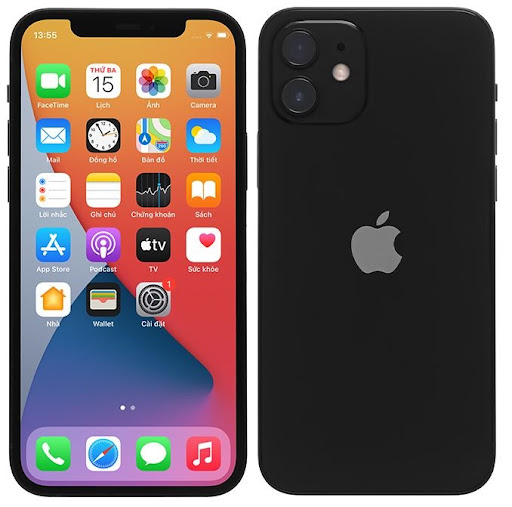 13:55
FaceTime
THỨ BA
15
Lịch
Ảnh
Camera
Mail
Đồng hồ
Bản đồ
280
Thời tiết
Lời nhắc
Ghi chú
Chứng khoán
Sách
App Store
Podcast
tv
TV
Sức khỏe
Nhà
Wallet
1
Cài đặt